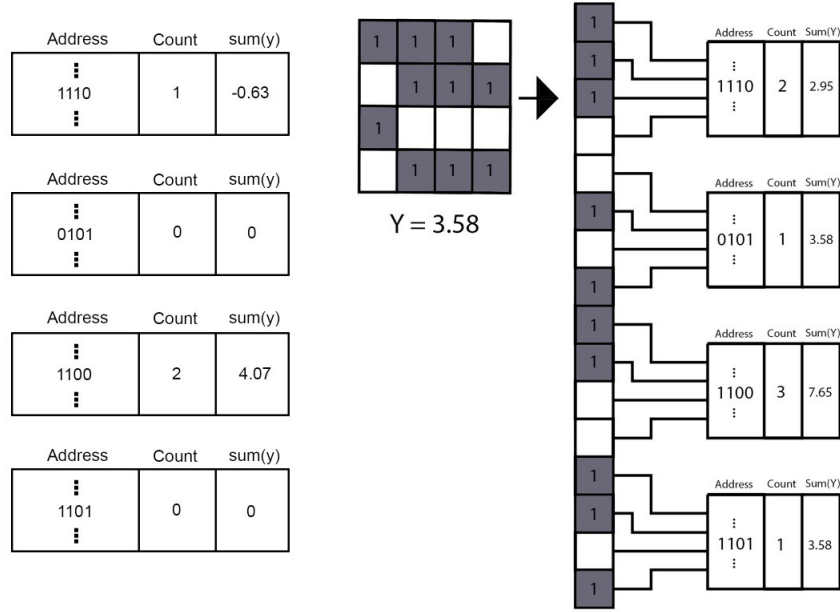 Address Count sum(y)
⋮
1110 1 -0.63
⋮
Address Count sum(y)
⋮
0101 0 0
⋮
Address Count sum(y)
⋮
1100 2 4.07
⋮
Address Count sum(y)
⋮
1101 0 0
⋮
1 1 1
1 1 1
1
1 1 1
Y = 3.58
1
1
1
1
1
1
1
1
1
1
Address Count Sum(Y)
⋮
1110 2 2.95
⋮
Address Count Sum(Y)
⋮
0101 1 3.58
⋮
Address Count Sum(Y)
⋮
1100 3 7.65
⋮
Address Count Sum(Y)
⋮
1101 1 3.58
⋮